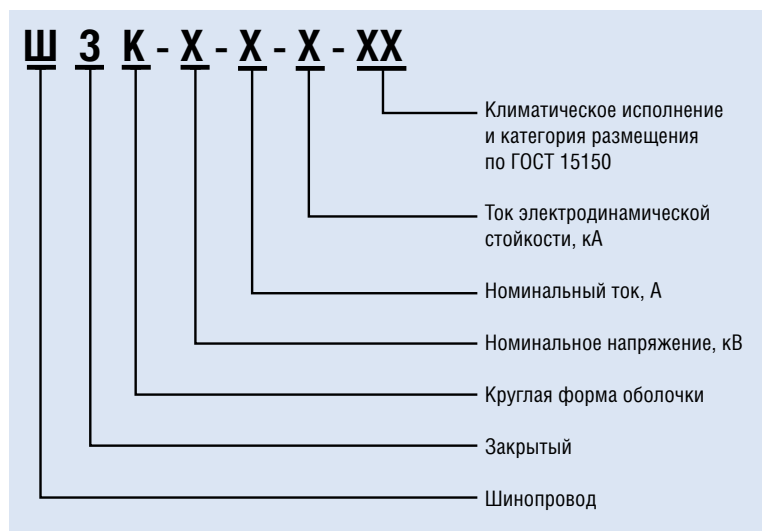 Ш З К - Х - Х - Х - ХХ
Климатическое исполнение
и категория размещения
по ГОСТ 15150
Ток электродинамической
стойкости, кА
Номинальный ток, А
Номинальное напряжение, кВ
Круглая форма оболочки
Закрытый
Шинопровод